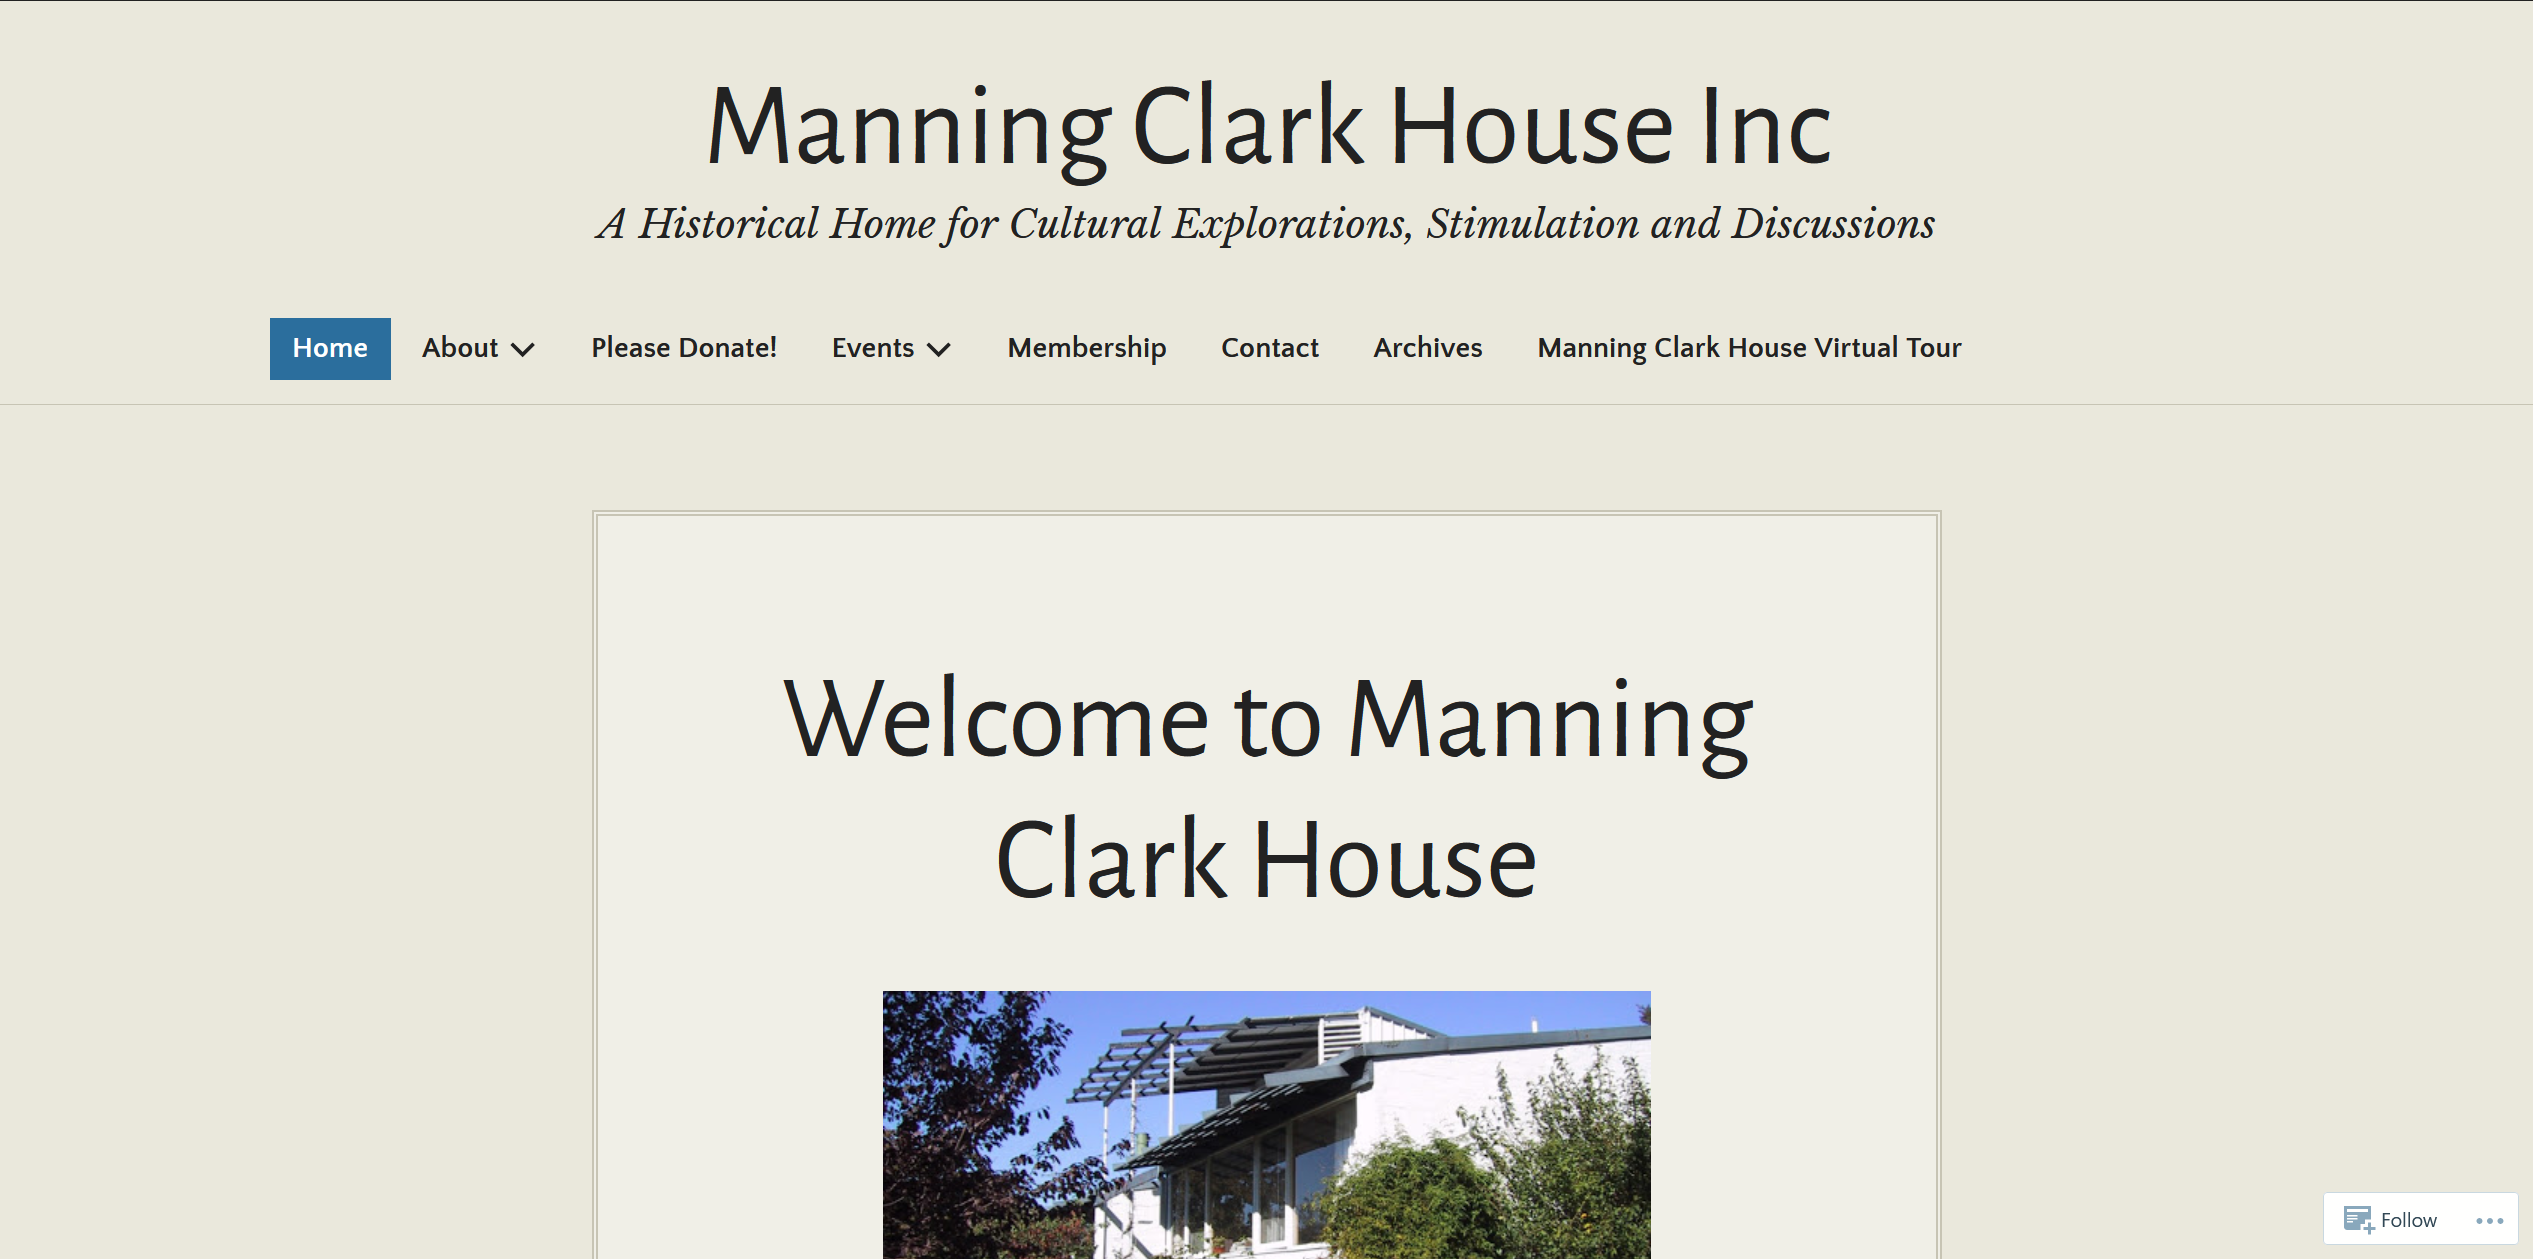 Manning Clark House Inc
A Historical Home for Cultural Explorations, Stimulation and Discussions
Home About Please Donate! Events Membership Contact Archives Manning Clark House Virtual Tour
Welcome to Manning
Clark House
Follow